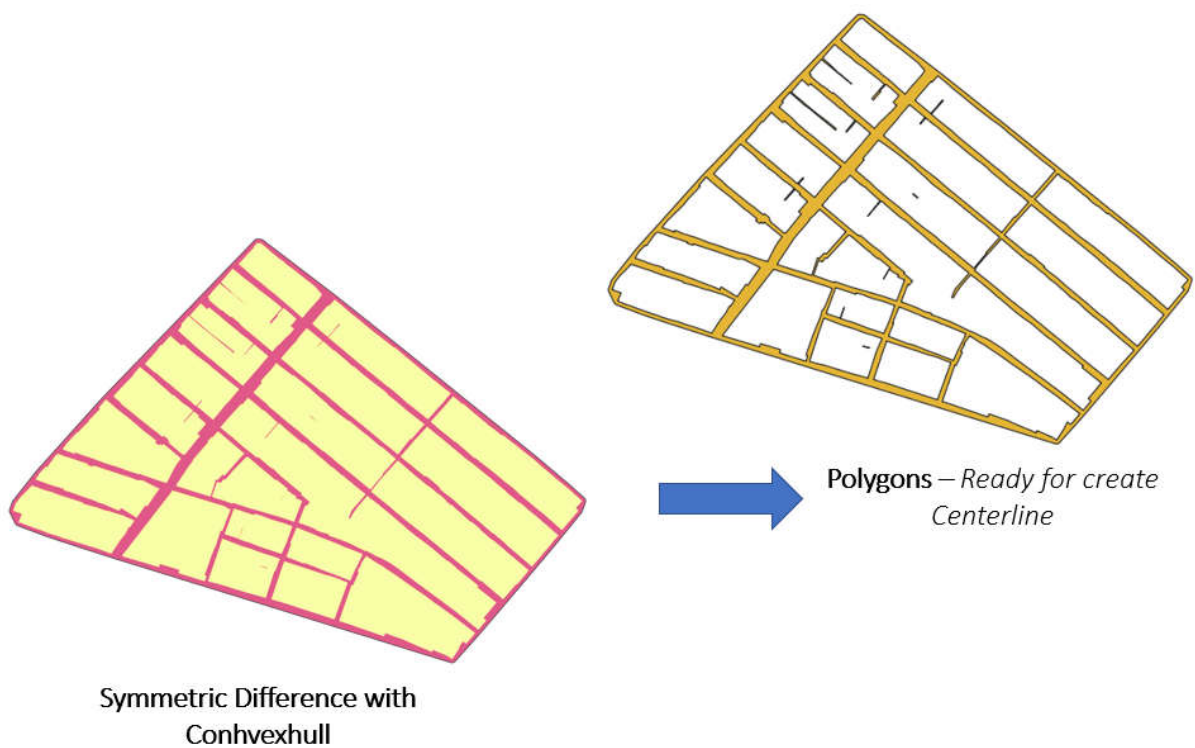 Polygons – Ready for create
Centerline
Symmetric Difference with
Conhvexhull